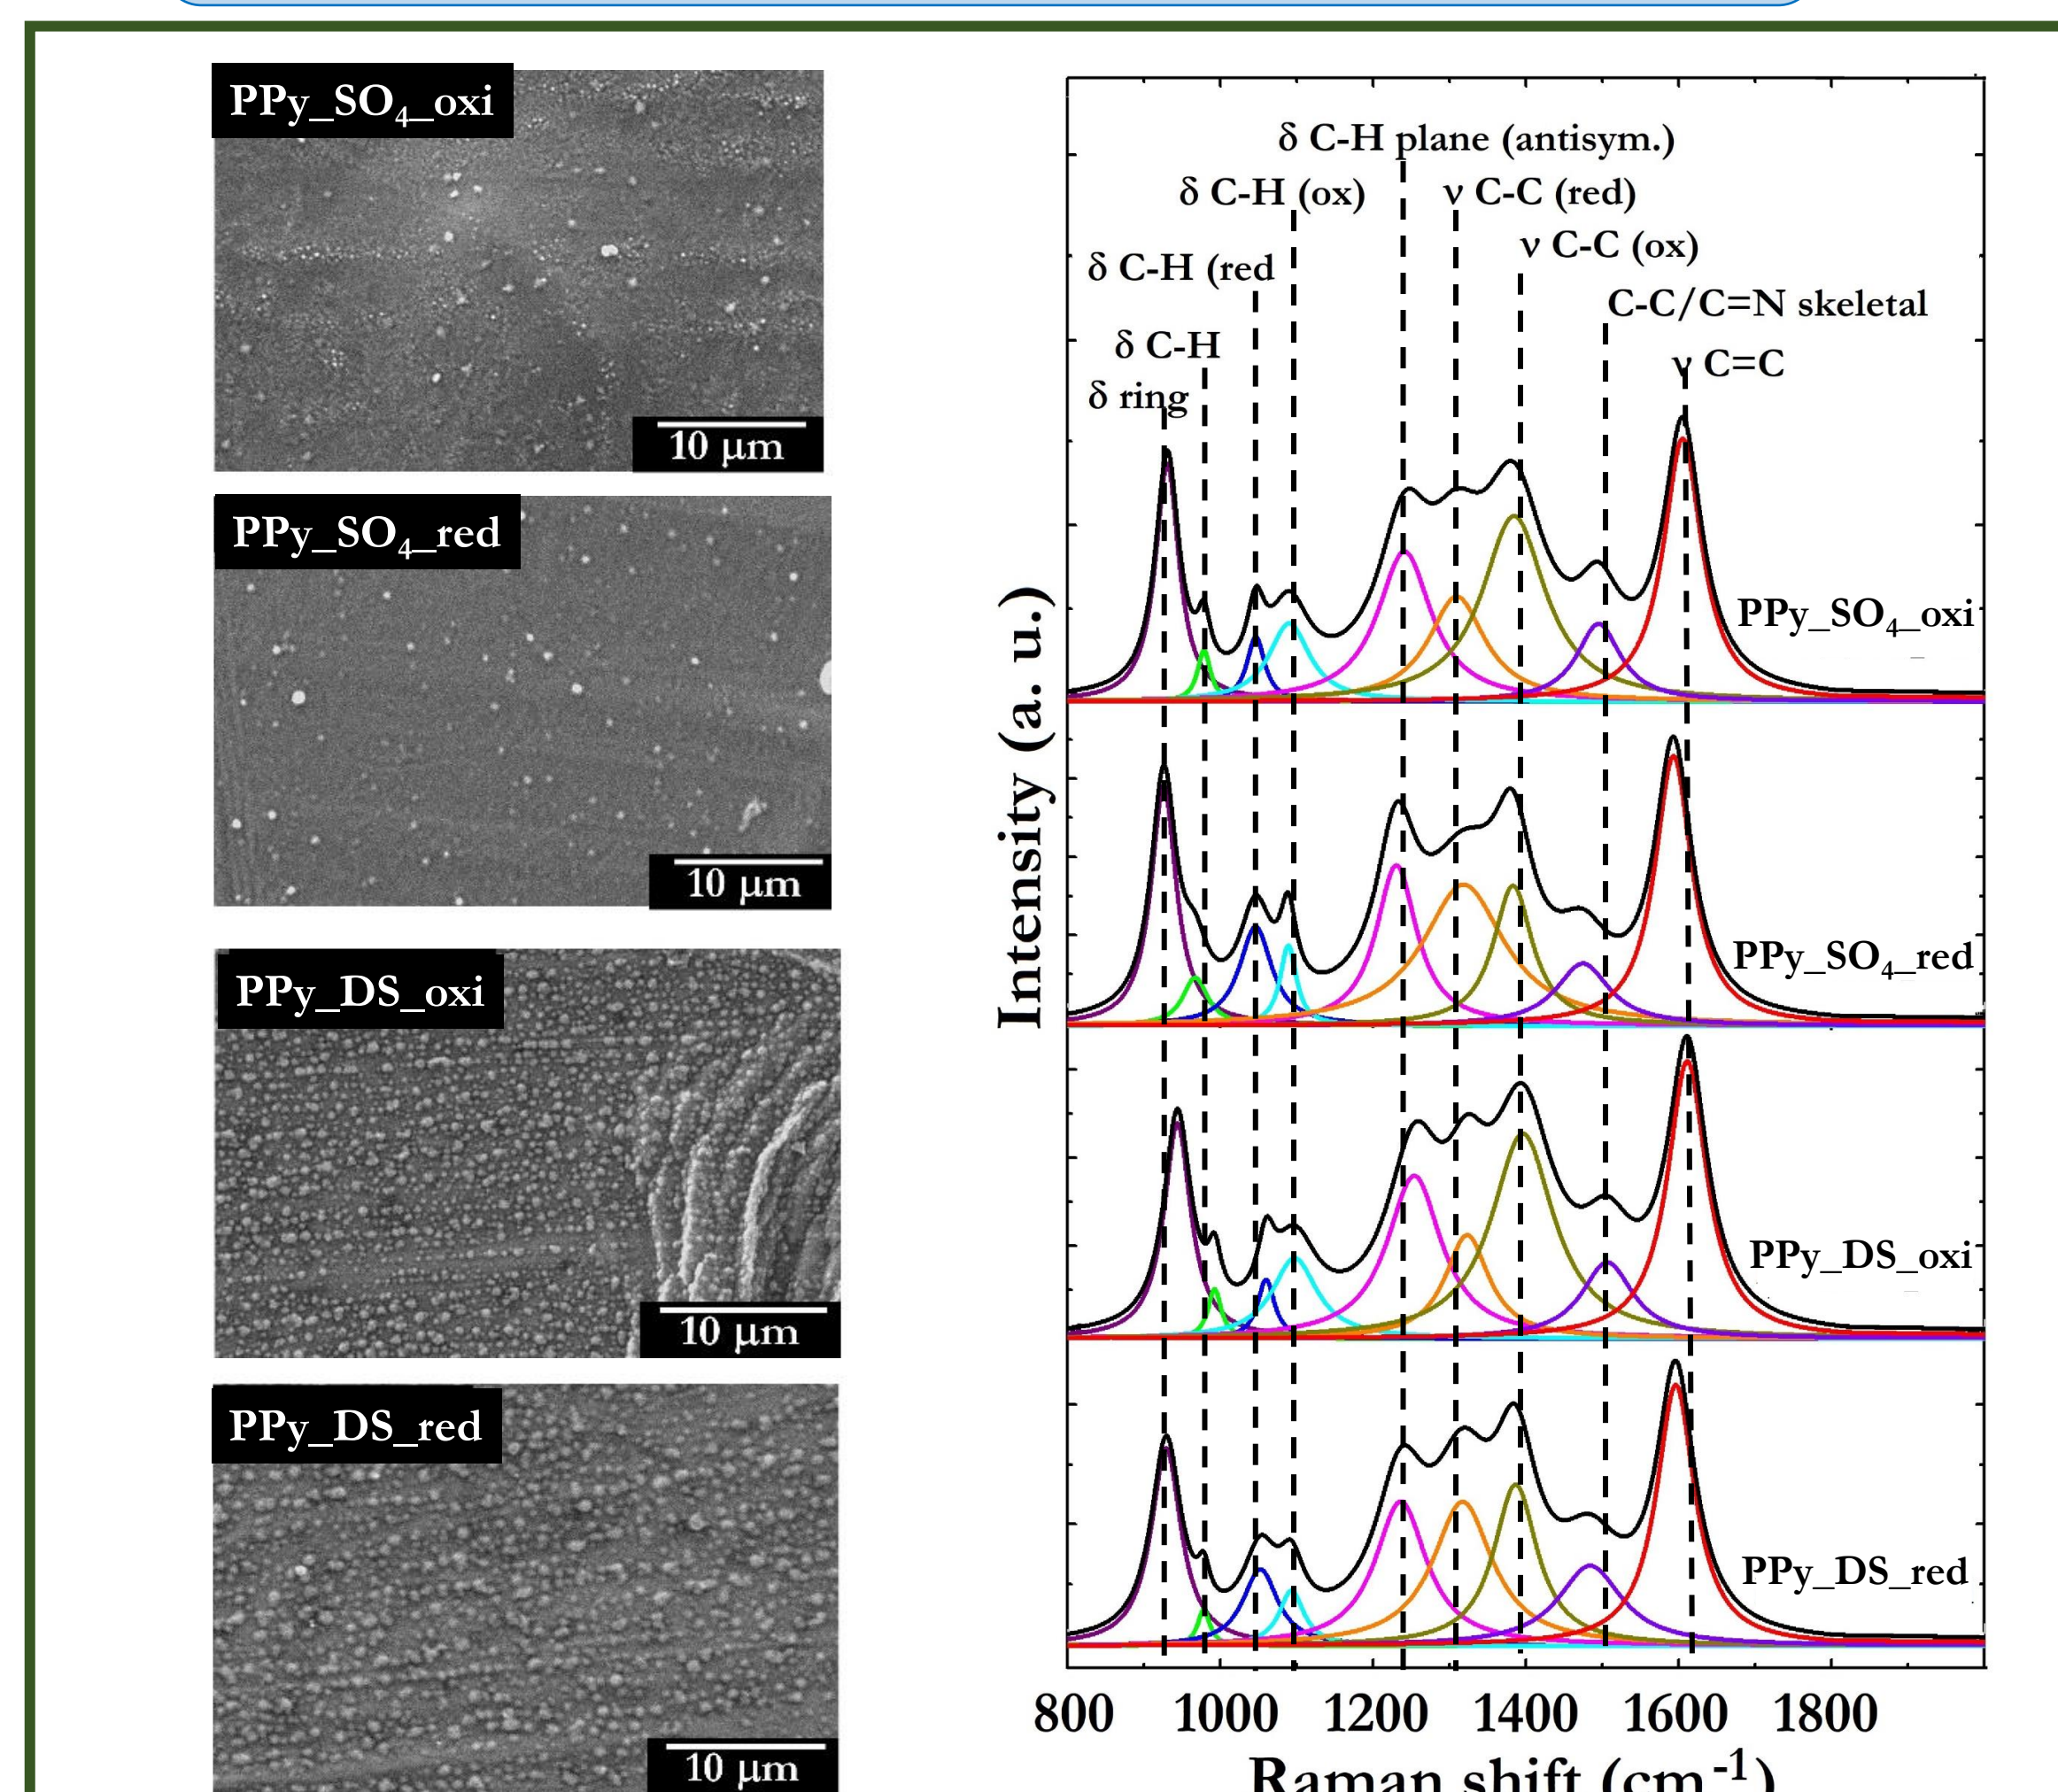 PPy_SO4_oxi
10 μm
PPy_SO4_red
10 μm
PPy_DS_oxi
10 μm
PPy_DS_red
10 μm
δ C-H plane (antisym.)
δ C-H (ox)
ν C-C (red)
ν C-C (ox)
δ C-H (red
C-C/C=N skeletal
δ C-H
ν C=C
δ ring
PPy_SO4_oxi
PPy_SO4_red
PPy_DS_oxi
PPy_DS_red
Intensity (a. u.)
800 1000 1200 1400 1600 1800
Raman shift (cm-1)